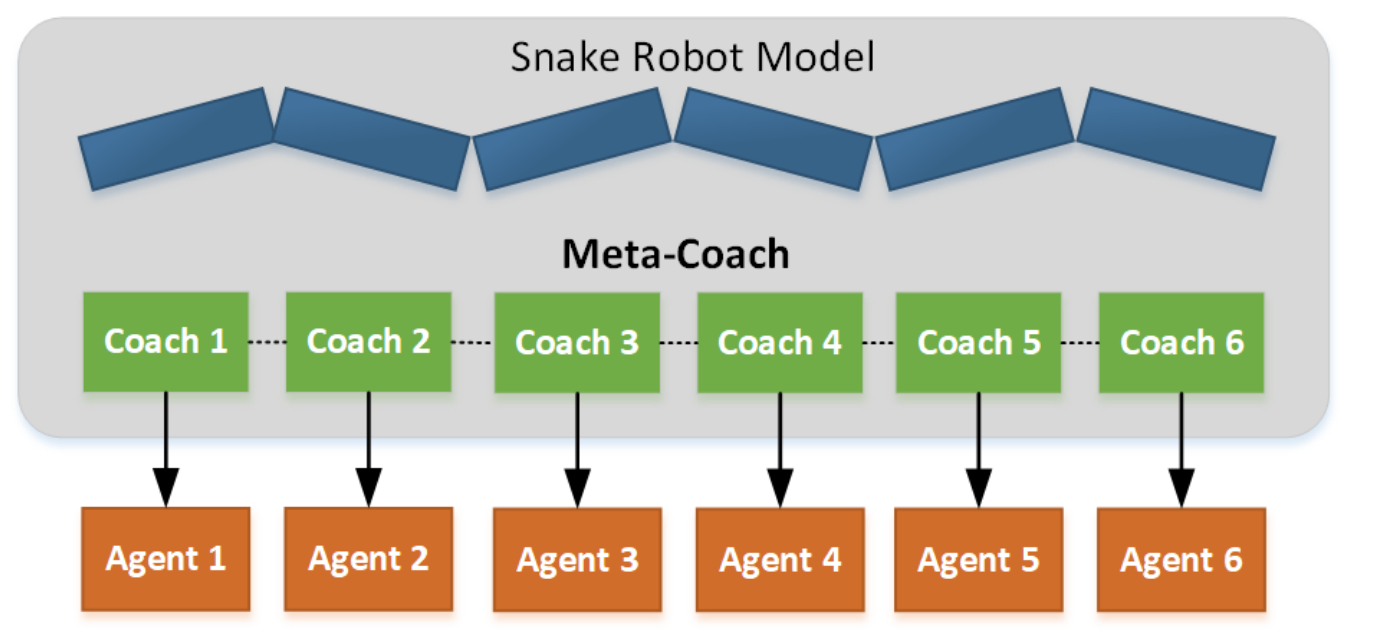 Snake Robot Model
Meta-Coach
Coach 1
Coach 2
Coach 3
Coach 4
Coach 5
Coach 6
Agent 1
Agent 2
Agent 3
Agent 4
Agent 5
Agent 6